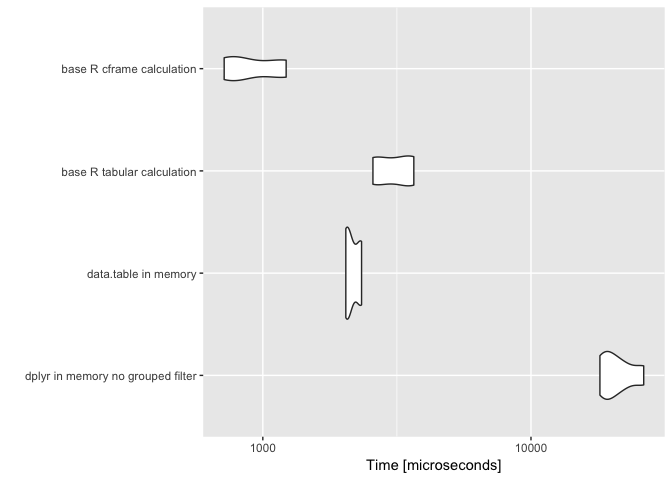 base R cframe calculation
base R tabular calculation
data.table in memory
dplyr in memory no grouped filter
1000
10000
Time [microseconds]